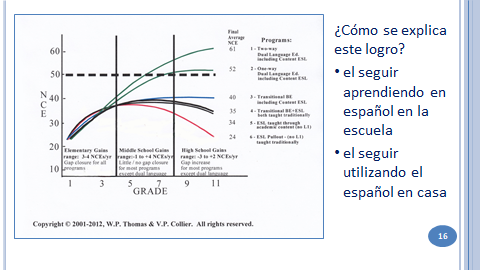 Final
Average
NCE
Programs:
61
1 - Two-way
Dual Language Ed.
including Content ESL
52
2 - One-way
Dual Language Ed.
including Content ESL
40
3 - Transitional BE
including Content ESL
35
4 - Transitional BE+ESL
both taught traditionally
34
5 - ESL taught through
academic content (no L1)
24
6 - ESL Pullout - (no L1)
taught traditionally
60
50
40
30
20
10
N
C
E
Elementary Gains
range: 3-4 NCEs/yr
Gap closure for all
programs)
Middle School Gains
range:-1 to +4 NCEs/yr
Little / no gap closure
for most programs
except dual language
High School Gains
range: -3 to +2 NCEs/yr
Gap increase
for most programs
except dual language
1 3 5 7 9 11
GRADE
Copyright © 2001-2012, W.P. Thomas & V.P. Collier. All rights reserved.
¿Cómo se explica
este logro?
• el seguir
aprendiendo en
español en la
escuela
• el seguir
utilizando el
español en casa
16